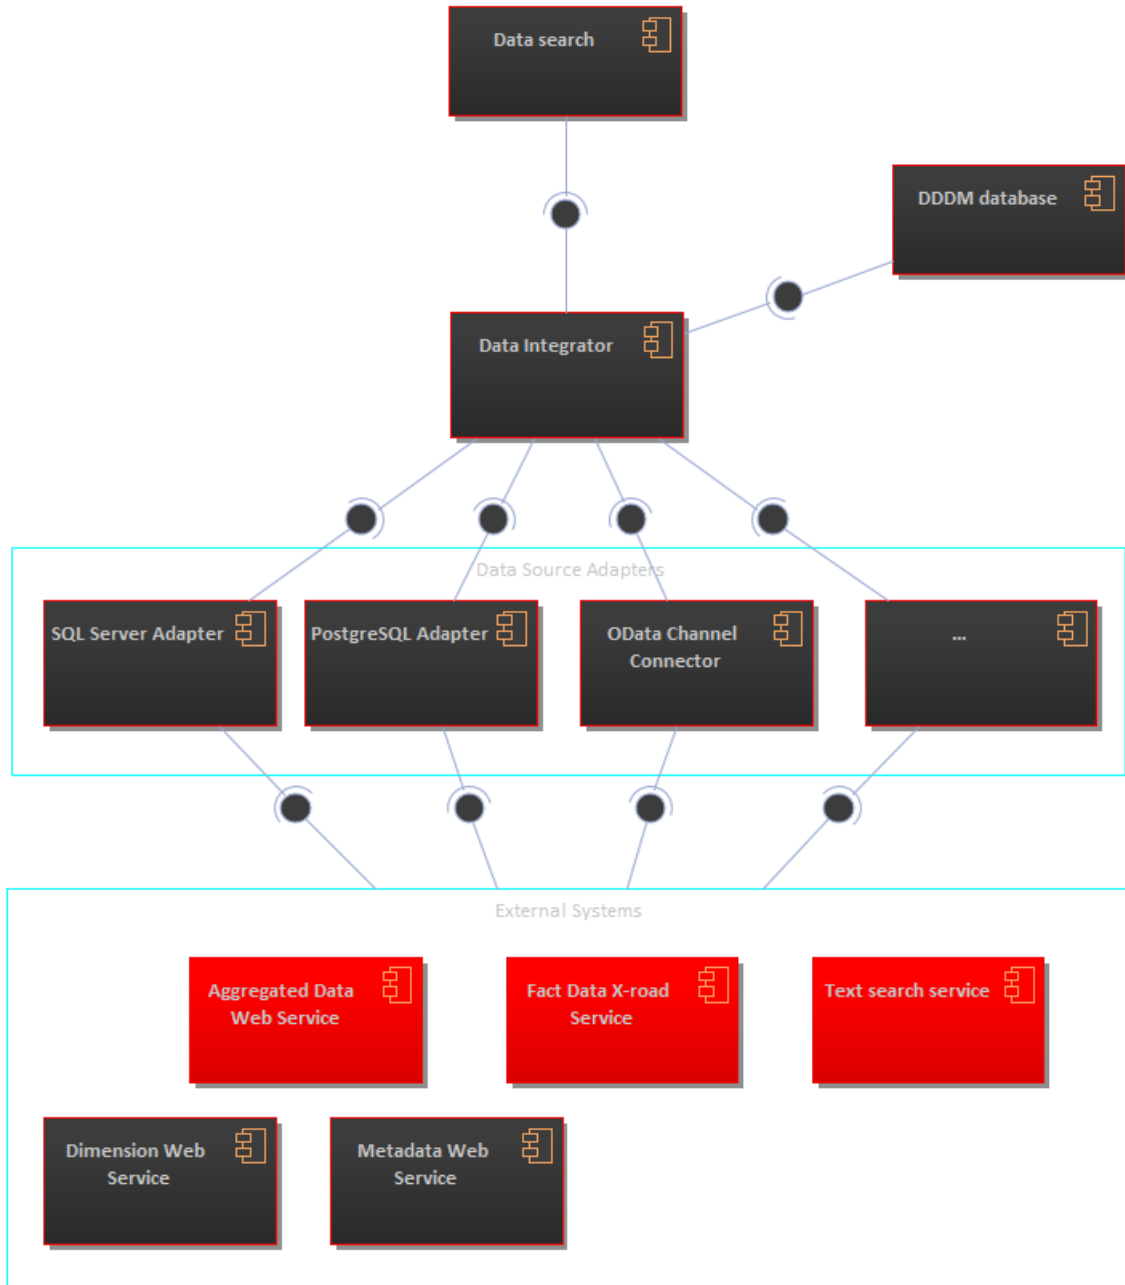 Data search
DDDM database
Data Integrator
Data Source Adapters
SQL Server Adapter
PostgreSQL Adapter
OData Channel
Connector
...
External Systems
Aggregated Data
Web Service
Fact Data X-road
Service
Text search service
Dimension Web
Service
Metadata Web
Service